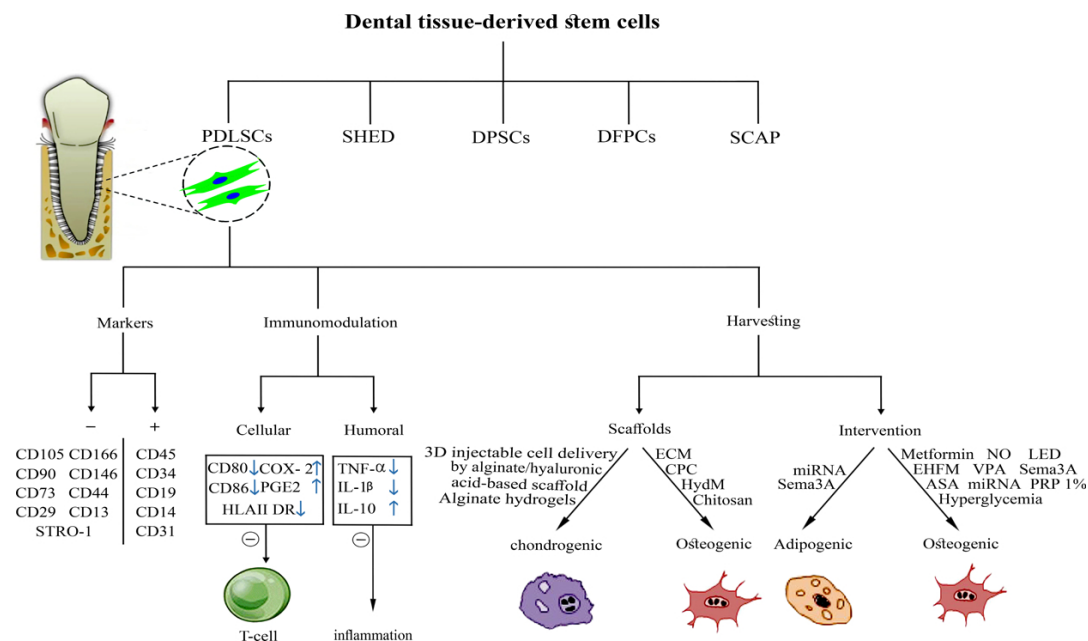 Dental tissue-derived stem cells
PDLSCs SHED DPSCs DFPCs SCAP
Markers Immunomodulation Harvesting
− +
CD105 CD166 CD45
CD90 CD146 CD34
CD73 CD44 CD19
CD29 CD13 CD14
STRO-1 CD31
Cellular Humoral
CD80↓COX- 2↑
CD86↓PGE2 ↑
HLAII DR↓
TNF-α ↓
IL-1β ↓
IL-10 ↑
− −
T-cell inflammation
Scaffolds Intervention
3D injectable cell delivery
by alginate/hyaluronic
acid-based scaffold
Alginate hydrogels
ECM
CPC
HydM
Chitosan
miRNA
Sema3A
Metformin NO LED
EHFM VPA Sema3A
ASA miRNA PRP 1%
Hyperglycemia
chondrogenic Osteogenic Adipogenic Osteogenic